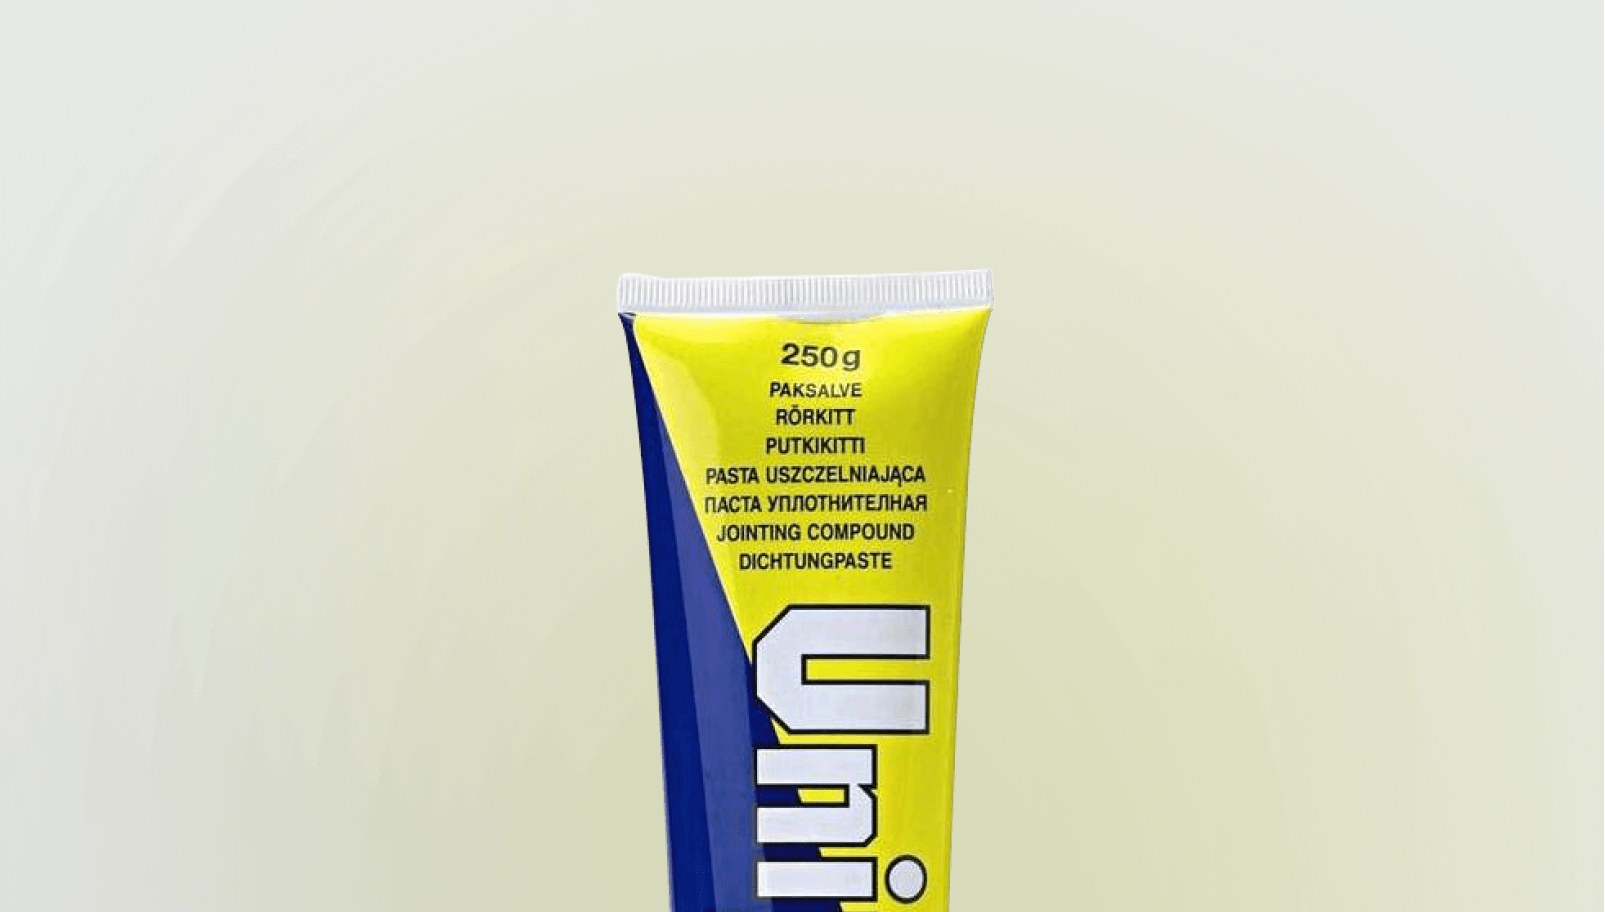 250g
PAKSALVE
RÖRKITT
PUTKIKITTI
PASTA USZCZELNIAJĄCA
ПАСТА УПЛОТНИТЕЛНАЯ
JOINTING COMPOUND
DICHTUNGPASTE
Uni